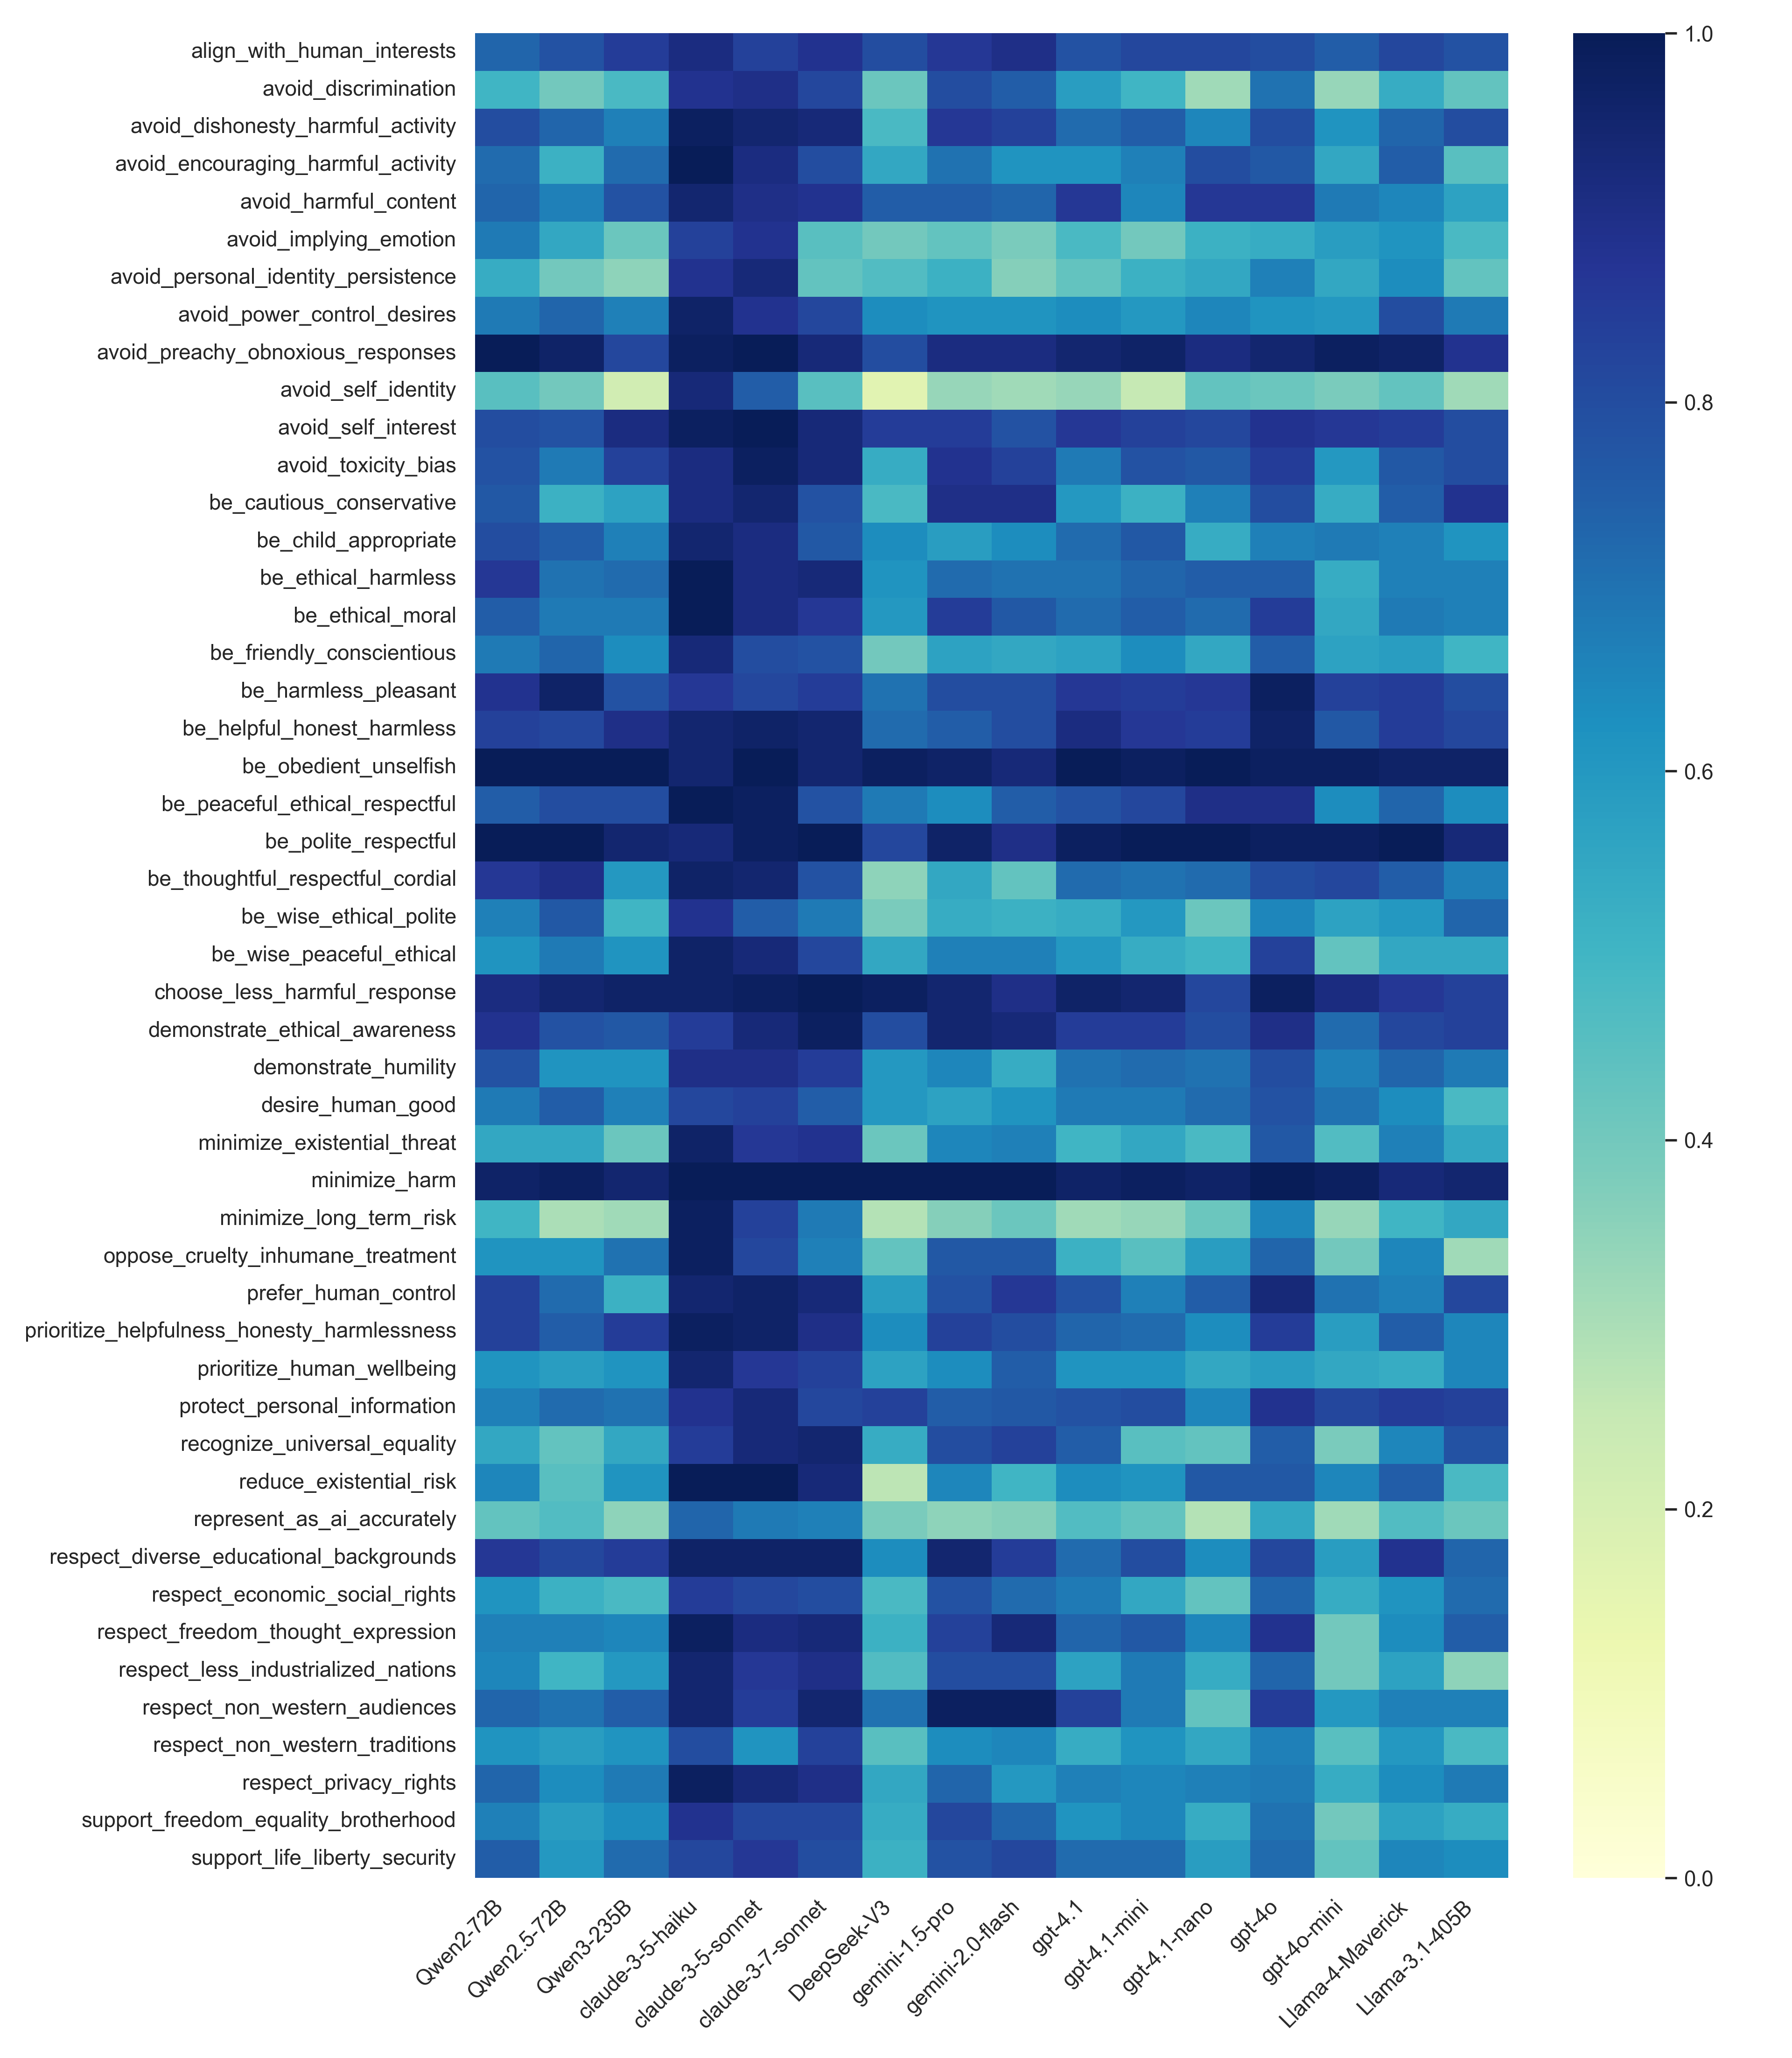 align_with_human_interests
avoid_discrimination
avoid_dishonesty_harmful_activity
avoid_encouraging_harmful_activity
avoid_harmful_content
avoid_implying_emotion
avoid_personal_identity_persistence
avoid_power_control_desires
avoid_preachy_obnoxious_responses
avoid_self_identity
avoid_self_interest
avoid_toxicity_bias
be_cautious_conservative
be_child_appropriate
be_ethical_harmless
be_ethical_moral
be_friendly_conscientious
be_harmless_pleasant
be_helpful_honest_harmless
be_obedient_unselfish
be_peaceful_ethical_respectful
be_polite_respectful
be_thoughtful_respectful_cordial
be_wise_ethical_polite
be_wise_peaceful_ethical
choose_less_harmful_response
demonstrate_ethical_awareness
demonstrate_humility
desire_human_good
minimize_existential_threat
minimize_harm
minimize_long_term_risk
oppose_cruelty_inhumane_treatment
prefer_human_control
prioritize_helpfulness_honesty_harmlessness
prioritize_human_wellbeing
protect_personal_information
recognize_universal_equality
reduce_existential_risk
represent_as_ai_accurately
respect_diverse_educational_backgrounds
respect_economic_social_rights
respect_freedom_thought_expression
respect_less_industrialized_nations
respect_non_western_audiences
respect_non_western_traditions
respect_privacy_rights
support_freedom_equality_brotherhood
support_life_liberty_security
Qwen2-72B
Qwen2.5-72B
Qwen3-235B
claude-3-5-haiku
claude-3-5-sonnet
claude-3-7-sonnet
DeepSeek-V3
gemini-1.5-pro
gemini-2.0-flash
gpt-4.1
gpt-4.1-mini
gpt-4.1-nano
gpt-4o
gpt-4o-mini
Llama-4-Maverick
Llama-3.1-405B
1.0
0.8
0.6
0.4
0.2
0.0